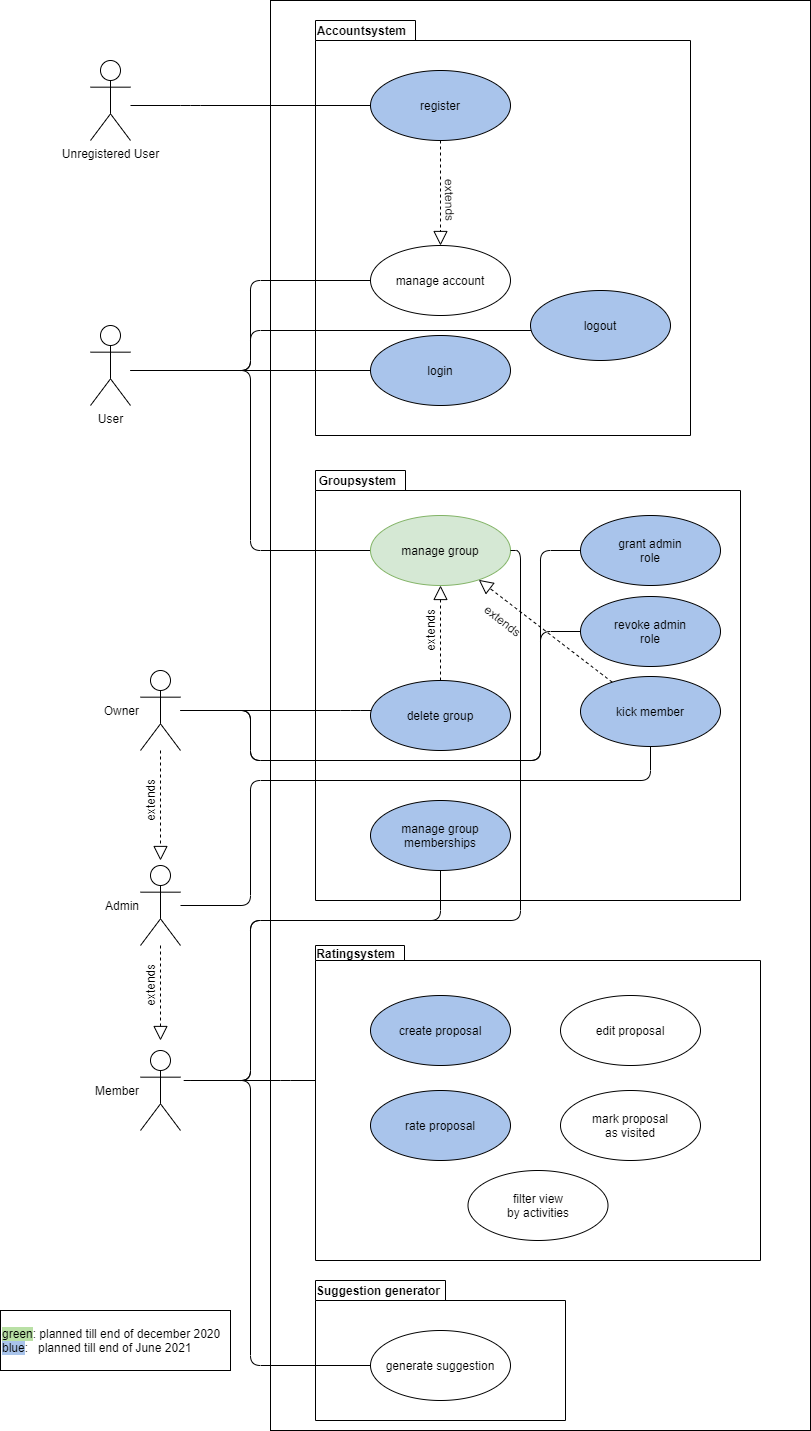 Accountsystem
register
Unregistered User
extends
manage account
logout
login
User
Groupsystem
manage group
grant admin
role
extends
extends
revoke admin
role
Owner
delete group
kick member
extends
manage group
memberships
Admin
extends
Ratingsystem
create proposal
edit proposal
Member
rate proposal
mark proposal
as visited
filter view
by activities
Suggestion generator
green: planned till end of december 2020
blue: planned till end of June 2021
generate suggestion